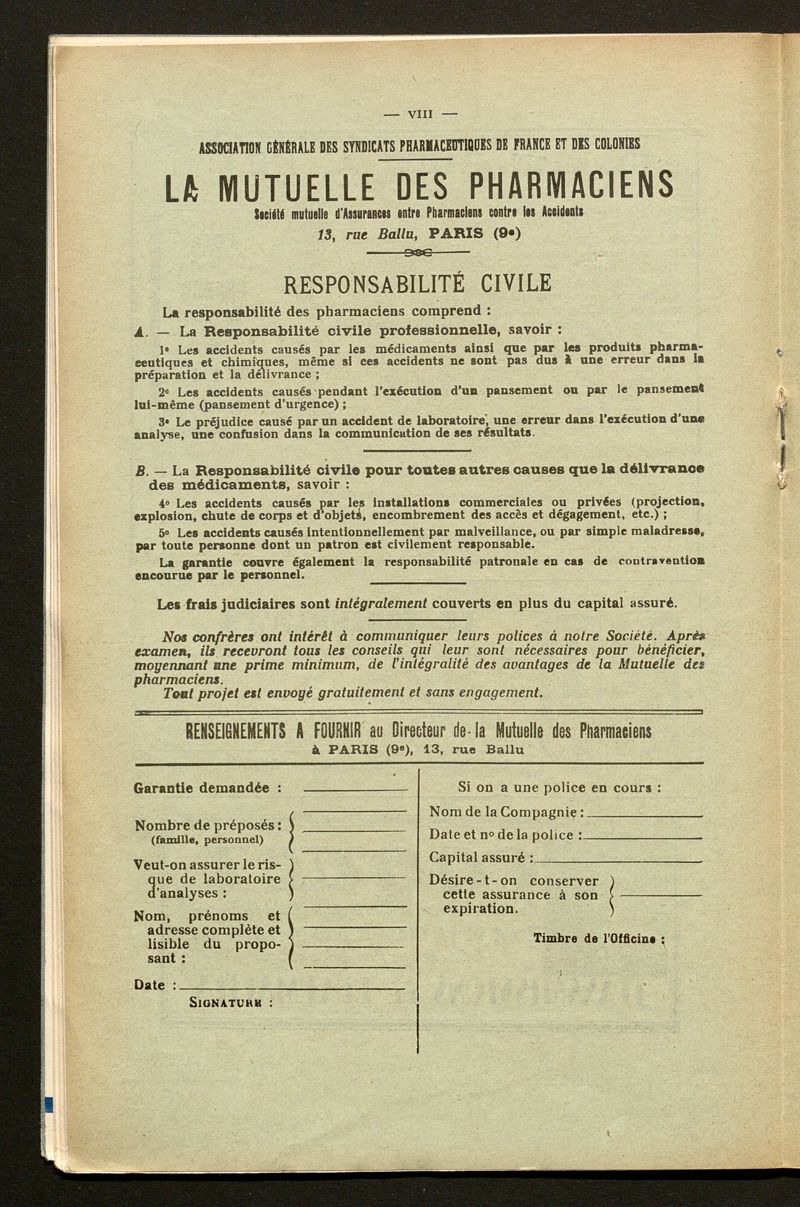 — VIII —
ASSOCIATION GÉNÉRALE DES SYNDICATS PHARMACEUTIQUES DE FRANCE ET DES COLONIES
LA MUTUELLE DES PHARMACIENS
Société mutuelle d'Assurances entre Pharmaciens contre les Accidents
13, rue Ballu, PARIS (9e)
RESPONSABILITÉ CIVILE
La responsabilité des pharmaciens comprend :
A. — La Responsabilité civile professionnelle, savoir :
1º Les accidents causés par les médicaments ainsi que par les produits pharma-
ceutiques et chimiques, même si ces accidents ne sont pas dus à une erreur dans la
préparation et la délivrance ;
2º Les accidents causés pendant l'exécution d'un pansement ou par le pansement
lui-même (pansement d'urgence) ;
3º Le préjudice causé par un accident de laboratoire, une erreur dans l'exécution d'une
analyse, une confusion dans la communication de ses résultats.
B. — La Responsabilité civile pour toutes autres causes que la délivrance
des médicaments, savoir :
4º Les accidents causés par les installations commerciales ou privées (projection,
explosion, chute de corps et d'objets, encombrement des accès et dégagement, etc.) ;
5º Les accidents causés intentionnellement par malveillance, ou par simple maladresse,
par toute personne dont un patron est civilement responsable.
La garantie couvre également la responsabilité patronale en cas de contravention
encourue par le personnel.
Les frais judiciaires sont intégralement couverts en plus du capital assuré.
Nos confrères ont intérêt à communiquer leurs polices à notre Société. Après
examen, ils recevront tous les conseils qui leur sont nécessaires pour bénéficier,
moyennant une prime minimum, de l'intégralité des avantages de la Mutuelle des
pharmaciens.
Tout projet est envoyé gratuitement et sans engagement.
RENSEIGNEMENTS A FOURNIR au Directeur de la Mutuelle des Pharmaciens
à PARIS (9e), 13, rue Ballu
Garantie demandée :
Nombre de préposés :
(famille, personnel)
Veut-on assurer le ris-
que de laboratoire
d'analyses :
Nom, prénoms et
adresse complète et
lisible du propo-
sant :
Date :
SIGNATURE :
Si on a une police en cours :
Nom de la Compagnie :
Date et nº de la police :
Capital assuré :
Désire-t-on conserver
cette assurance à son
expiration.
Timbre de l'Officine :